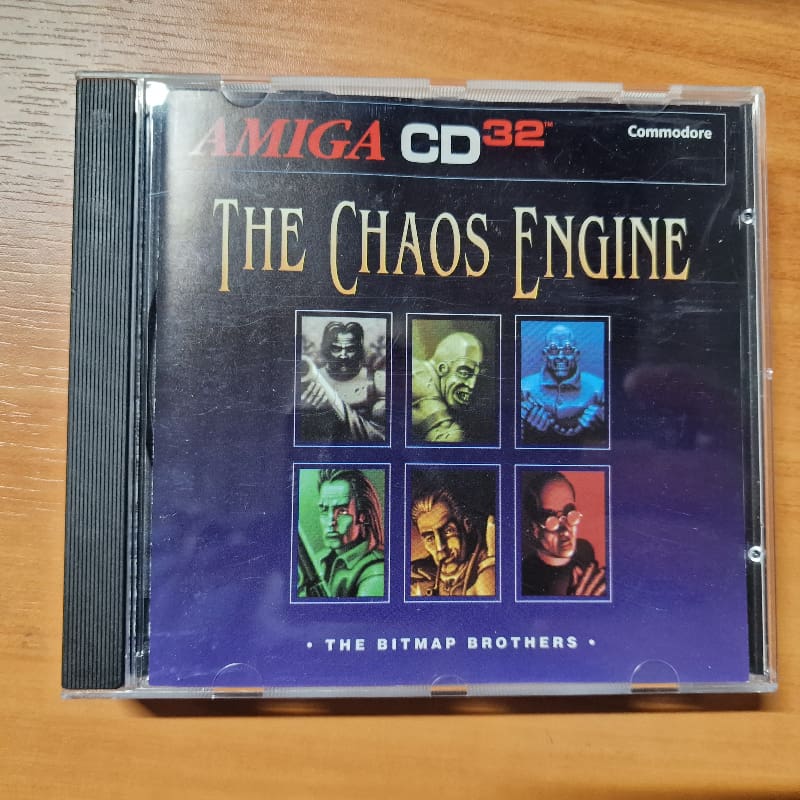 AMIGA CD32™ Commodore
THE CHAOS ENGINE
• THE BITMAP BROTHERS •